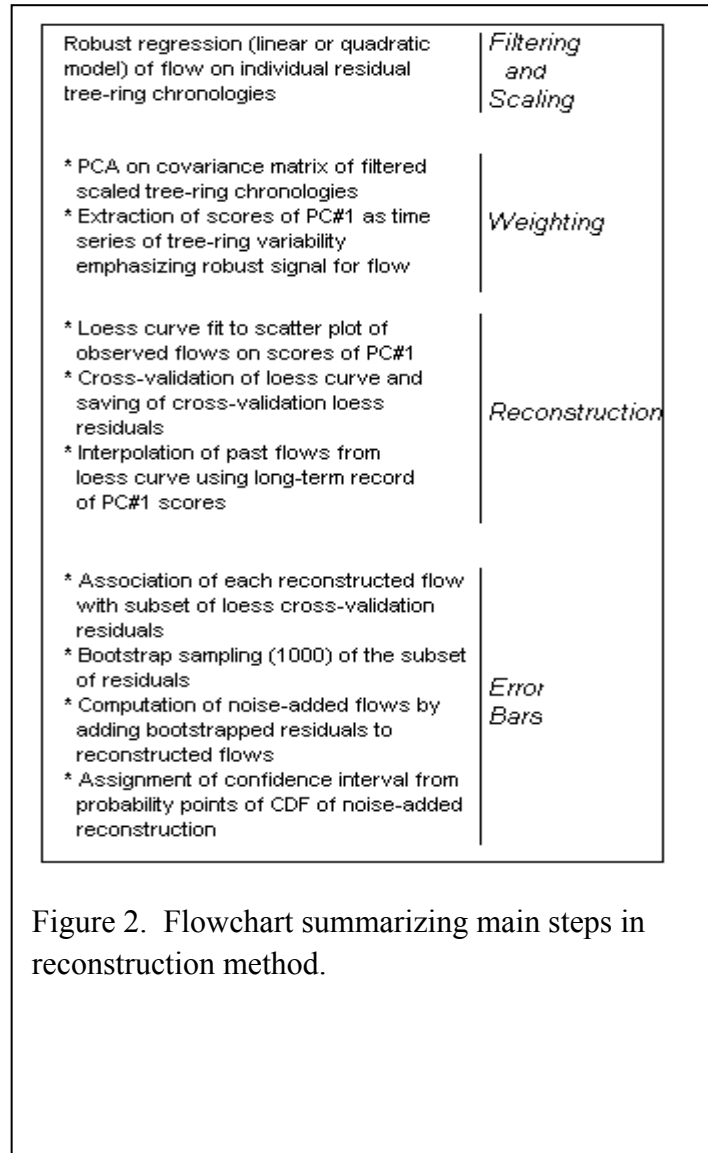 Robust regression (linear or quadratic
model) of flow on individual residual
tree-ring chronologies
Filtering
and
Scaling
* PCA on covariance matrix of filtered
scaled tree-ring chronologies
* Extraction of scores of PC#1 as time
series of tree-ring variability
emphasizing robust signal for flow
Weighting
* Loess curve fit to scatter plot of
observed flows on scores of PC#1
* Cross-validation of loess curve and
saving of cross-validation loess
residuals
* Interpolation of past flows from
loess curve using long-term record
of PC#1 scores
Reconstruction
* Association of each reconstructed flow
with subset of loess cross-validation
residuals
* Bootstrap sampling (1000) of the subset
of residuals
* Computation of noise-added flows by
adding bootstrapped residuals to
reconstructed flows
* Assignment of confidence interval from
probability points of CDF of noise-added
reconstruction
Error
Bars
Figure 2.  Flowchart summarizing main steps in
reconstruction method.